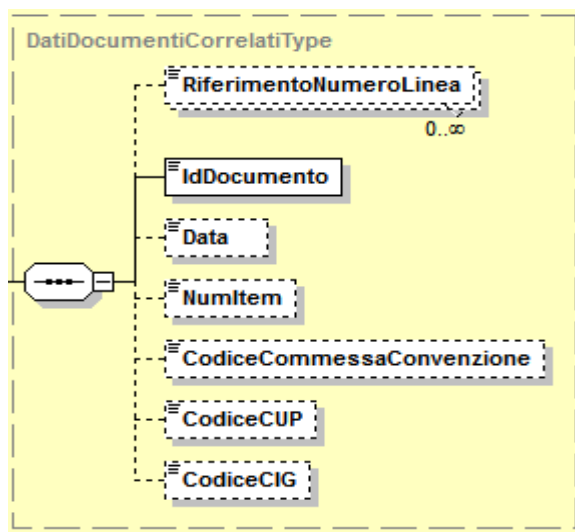 DatiDocumentiCorrelatiType
RiferimentoNumeroLinea
0..∞
IdDocumento
Data
NumItem
CodiceCommessaConvenzione
CodiceCUP
CodiceCIG